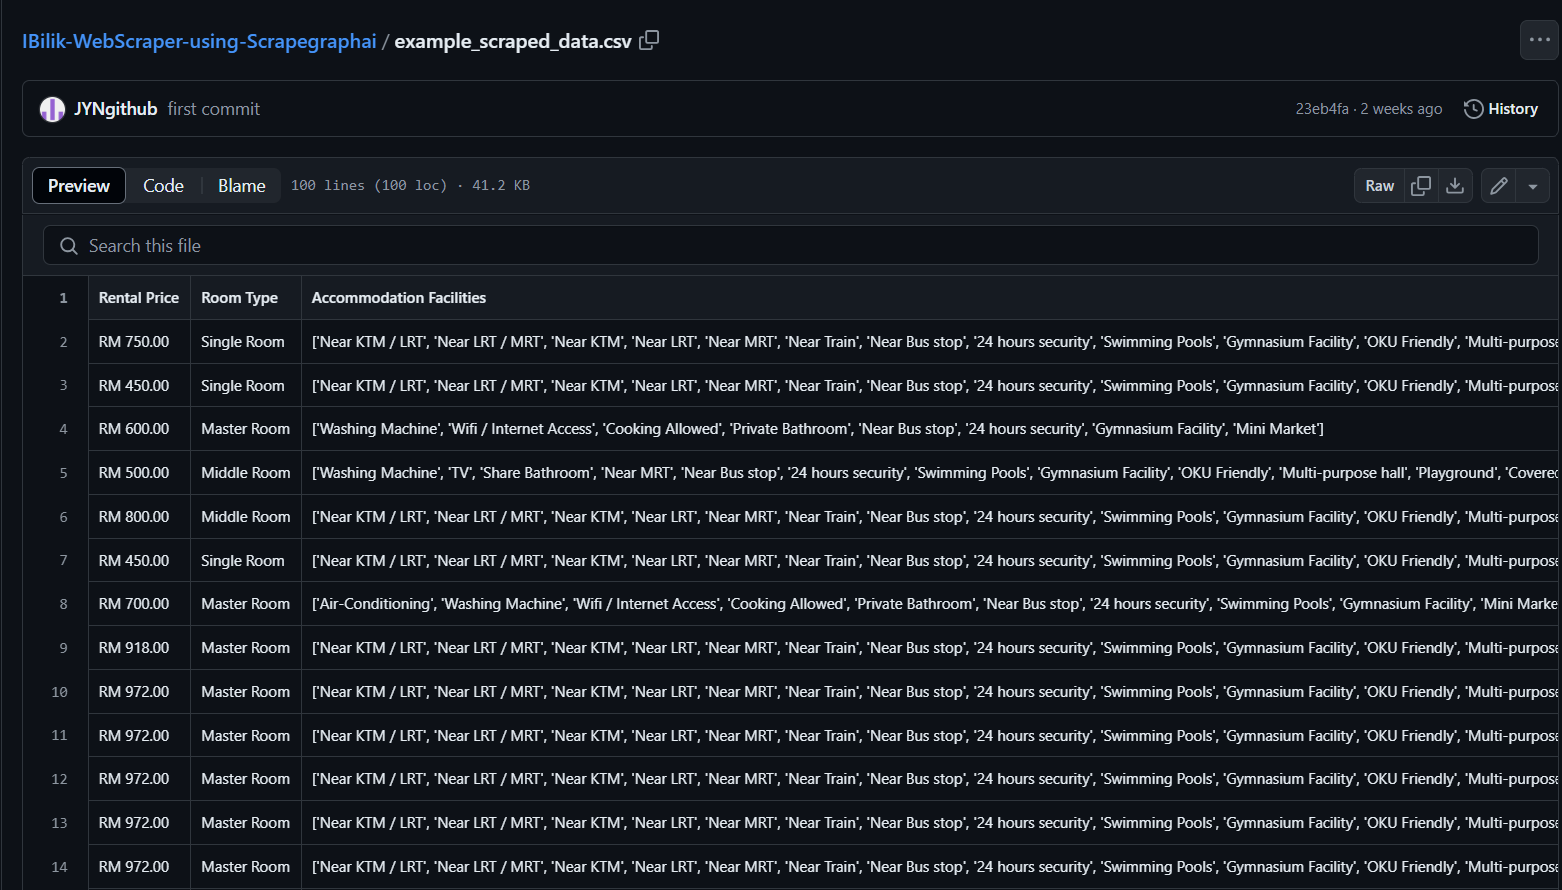 IBilik-WebScraper-using-Scrapegraphai / example_scraped_data.csv
JYNgithub first commit 23eb4fa · 2 weeks ago History
Preview Code Blame 100 lines (100 loc) · 41.2 KB Raw
Search this file
1 Rental Price Room Type Accommodation Facilities
2 RM 750.00 Single Room ['Near KTM / LRT', 'Near LRT / MRT', 'Near KTM', 'Near LRT', 'Near MRT', 'Near Train', 'Near Bus stop', '24 hours security', 'Swimming Pools', 'Gymnasium Facility', 'OKU Friendly', 'Multi-purpose
3 RM 450.00 Single Room ['Near KTM / LRT', 'Near LRT / MRT', 'Near KTM', 'Near LRT', 'Near MRT', 'Near Train', 'Near Bus stop', '24 hours security', 'Swimming Pools', 'Gymnasium Facility', 'OKU Friendly', 'Multi-purpose
4 RM 600.00 Master Room ['Washing Machine', 'Wifi / Internet Access', 'Cooking Allowed', 'Private Bathroom', 'Near Bus stop', '24 hours security', 'Gymnasium Facility', 'Mini Market']
5 RM 500.00 Middle Room ['Washing Machine', 'TV', 'Share Bathroom', 'Near MRT', 'Near Bus stop', '24 hours security', 'Swimming Pools', 'Gymnasium Facility', 'OKU Friendly', 'Multi-purpose hall', 'Playground', 'Covered
6 RM 800.00 Middle Room ['Near KTM / LRT', 'Near LRT / MRT', 'Near KTM', 'Near LRT', 'Near MRT', 'Near Train', 'Near Bus stop', '24 hours security', 'Swimming Pools', 'Gymnasium Facility', 'OKU Friendly', 'Multi-purpose
7 RM 450.00 Single Room ['Near KTM / LRT', 'Near LRT / MRT', 'Near KTM', 'Near LRT', 'Near MRT', 'Near Train', 'Near Bus stop', '24 hours security', 'Swimming Pools', 'Gymnasium Facility', 'OKU Friendly', 'Multi-purpose
8 RM 700.00 Master Room ['Air-Conditioning', 'Washing Machine', 'Wifi / Internet Access', 'Cooking Allowed', 'Private Bathroom', 'Near Bus stop', '24 hours security', 'Swimming Pools', 'Gymnasium Facility', 'Mini Marke
9 RM 918.00 Master Room ['Near KTM / LRT', 'Near LRT / MRT', 'Near KTM', 'Near LRT', 'Near MRT', 'Near Train', 'Near Bus stop', '24 hours security', 'Swimming Pools', 'Gymnasium Facility', 'OKU Friendly', 'Multi-purpose
10 RM 972.00 Master Room ['Near KTM / LRT', 'Near LRT / MRT', 'Near KTM', 'Near LRT', 'Near MRT', 'Near Train', 'Near Bus stop', '24 hours security', 'Swimming Pools', 'Gymnasium Facility', 'OKU Friendly', 'Multi-purpose
11 RM 972.00 Master Room ['Near KTM / LRT', 'Near LRT / MRT', 'Near KTM', 'Near LRT', 'Near MRT', 'Near Train', 'Near Bus stop', '24 hours security', 'Swimming Pools', 'Gymnasium Facility', 'OKU Friendly', 'Multi-purpose
12 RM 972.00 Master Room ['Near KTM / LRT', 'Near LRT / MRT', 'Near KTM', 'Near LRT', 'Near MRT', 'Near Train', 'Near Bus stop', '24 hours security', 'Swimming Pools', 'Gymnasium Facility', 'OKU Friendly', 'Multi-purpose
13 RM 972.00 Master Room ['Near KTM / LRT', 'Near LRT / MRT', 'Near KTM', 'Near LRT', 'Near MRT', 'Near Train', 'Near Bus stop', '24 hours security', 'Swimming Pools', 'Gymnasium Facility', 'OKU Friendly', 'Multi-purpose
14 RM 972.00 Master Room ['Near KTM / LRT', 'Near LRT / MRT', 'Near KTM', 'Near LRT', 'Near MRT', 'Near Train', 'Near Bus stop', '24 hours security', 'Swimming Pools', 'Gymnasium Facility', 'OKU Friendly', 'Multi-purpose